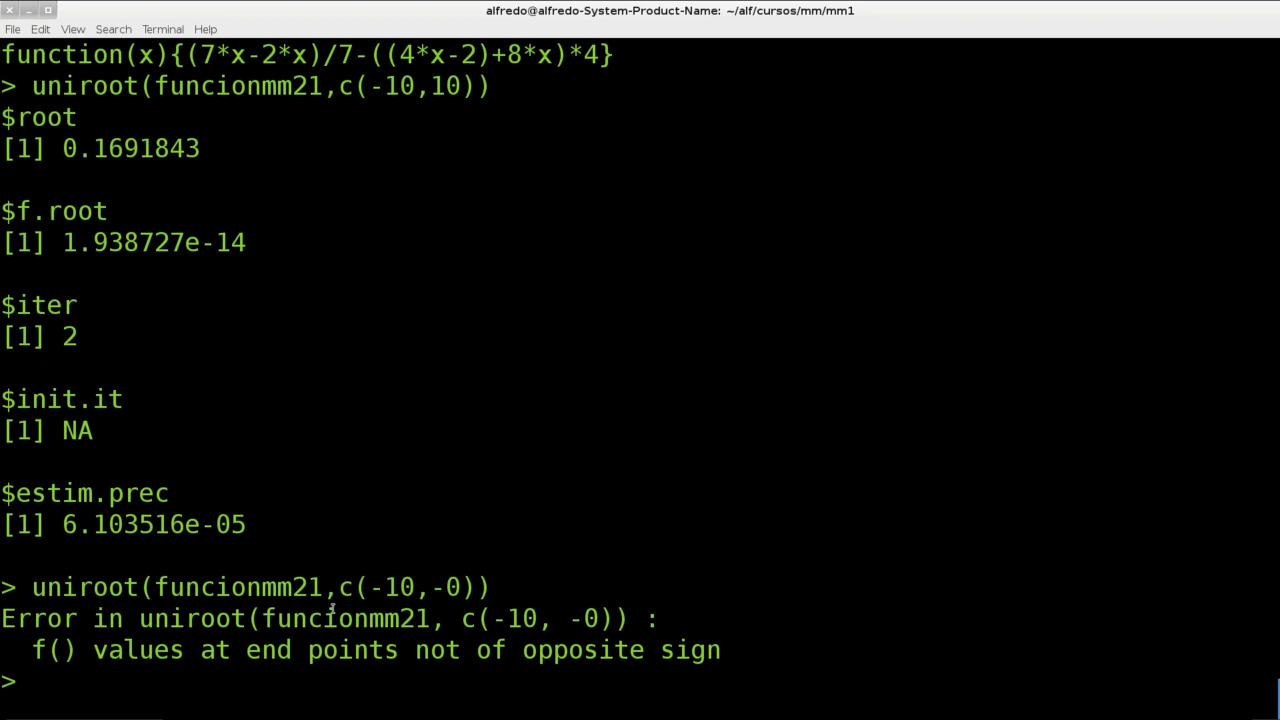 alfredo@alfredo-System-Product-Name: ~/alf/cursos/mm/mm1
File Edit View Search Terminal Help
function(x){(7*x-2*x)/7-((4*x-2)+8*x)*4}
> uniroot(funcionmm21,c(-10,10))
$root
[1] 0.1691843
$f.root
[1] 1.938727e-14
$iter
[1] 2
$init.it
[1] NA
$estim.prec
[1] 6.103516e-05
> uniroot(funcionmm21,c(-10,-0))
Error in uniroot(funcionmm21, c(-10, -0)) :
f() values at end points not of opposite sign
>